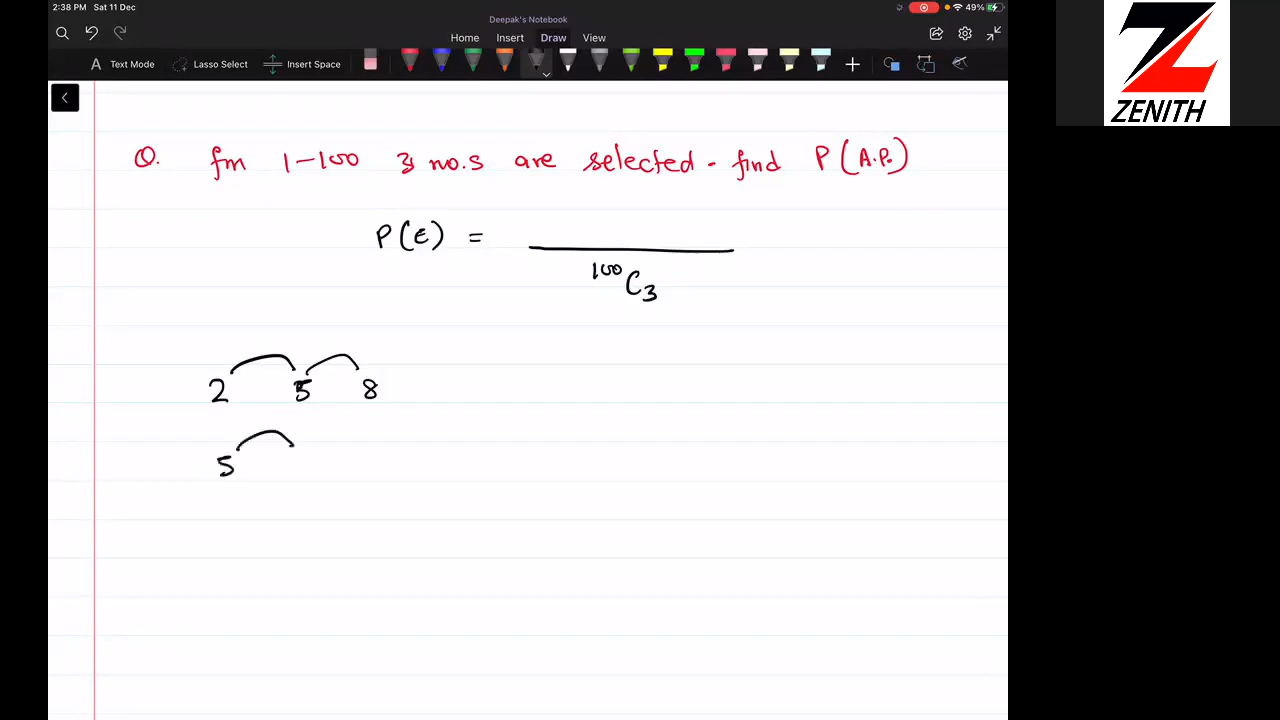 2:38 PM Sat 11 Dec
49%
Deepak's Notebook
Home Insert Draw View
Text Mode Lasso Select Insert Space
ZENITH
Q. fm 1-100 3 no.s are selected. find P(A.P.)
P(E) =
¹⁰⁰C₃
2 5 8
5